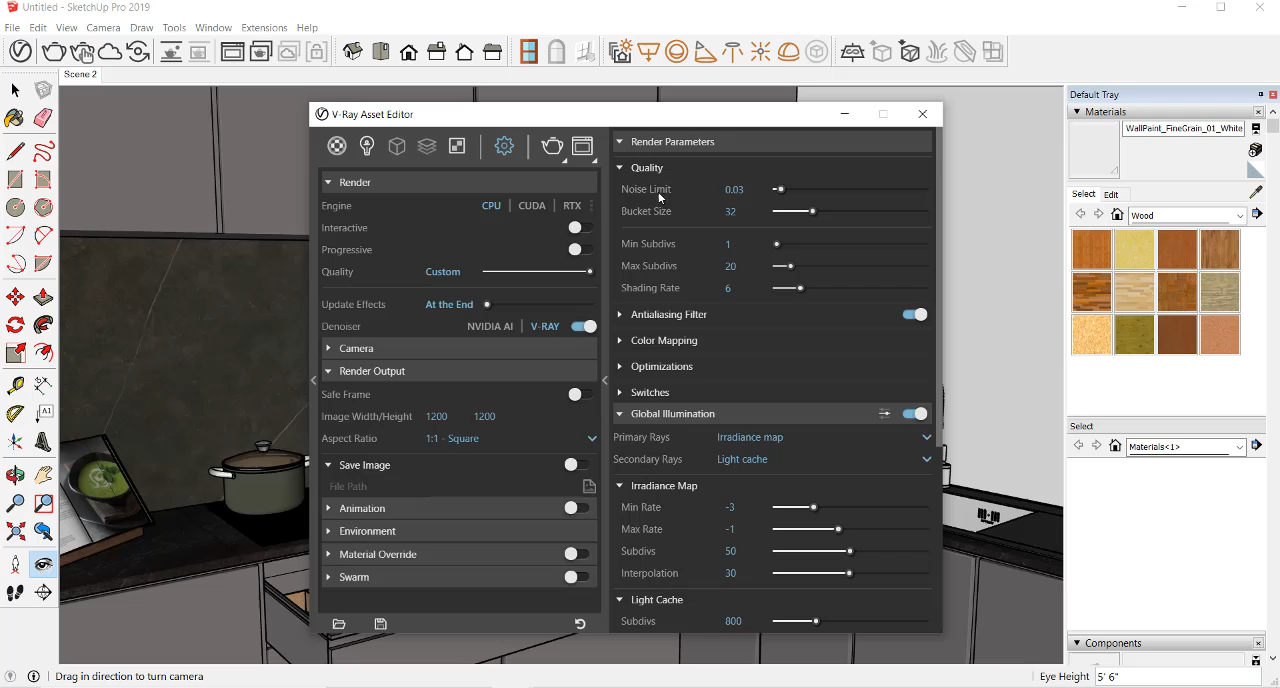 Untitled - SketchUp Pro 2019
File Edit View Camera Draw Tools Window Extensions Help
Scene 2
V-Ray Asset Editor
Render
Engine CPU CUDA RTX
Interactive
Progressive
Quality Custom
Update Effects At the End
Denoiser NVIDIA AI V-RAY
Camera
Render Output
Safe Frame
Image Width/Height 1200 1200
Aspect Ratio 1:1 - Square
Save Image
File Path
Animation
Environment
Material Override
Swarm
Render Parameters
Quality
Noise Limit 0.03
Bucket Size 32
Min Subdivs 1
Max Subdivs 20
Shading Rate 6
Antialiasing Filter
Color Mapping
Optimizations
Switches
Global Illumination
Primary Rays Irradiance map
Secondary Rays Light cache
Irradiance Map
Min Rate -3
Max Rate -1
Subdivs 50
Interpolation 30
Light Cache
Subdivs 800
Default Tray
Materials
WallPaint_FineGrain_01_White
Select Edit
Wood
Select
Materials<1>
Components
Drag in direction to turn camera
Eye Height 5' 6"